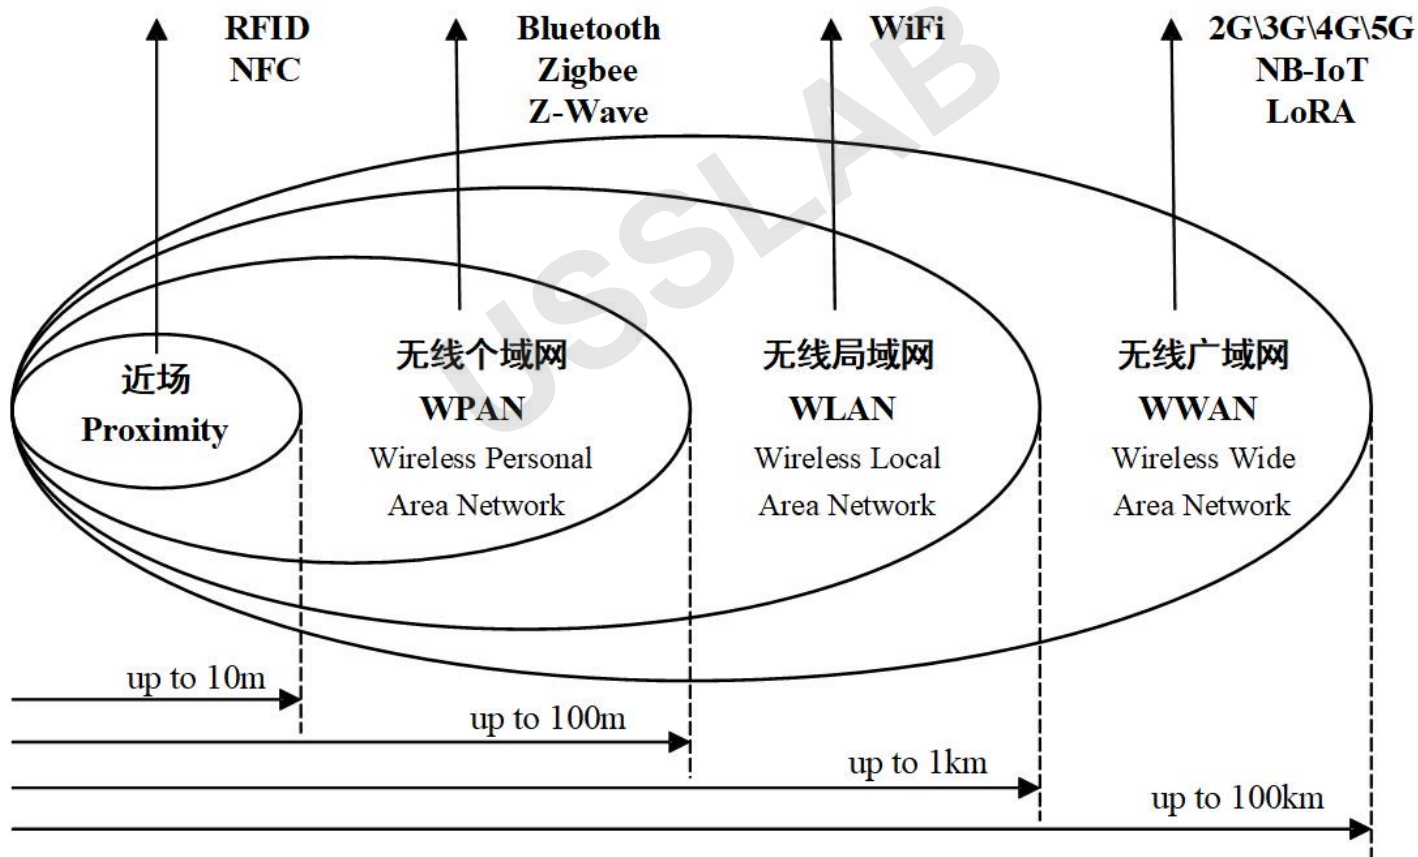 RFID
NFC
Bluetooth
Zigbee
Z-Wave
WiFi
2G\3G\4G\5G
NB-IoT
LoRA
USSLAB
近场
Proximity
无线个域网
WPAN
Wireless Personal
Area Network
无线局域网
WLAN
Wireless Local
Area Network
无线广域网
WWAN
Wireless Wide
Area Network
up to 10m
up to 100m
up to 1km
up to 100km